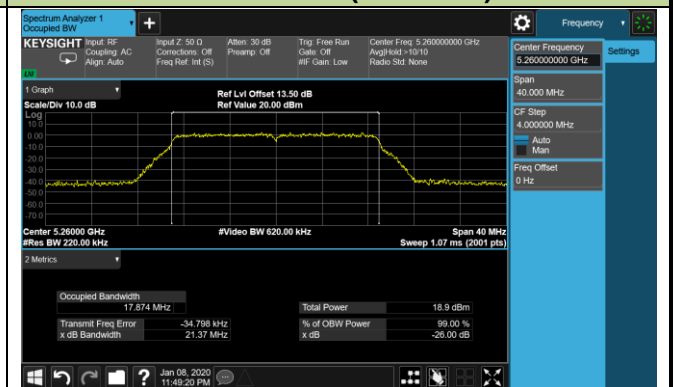 Spectrum Analyzer 1
Occupied BW
Frequency
KEYSIGHT
Input: RF
Coupling: AC
Align: Auto
Input Z: 50 Ω
Corrections: Off
Freq Ref: Int (S)
Atten: 30 dB
Preamp: Off
Trig: Free Run
Gate: Off
#IF Gain: Low
Center Freq: 5.260000000 GHz
Avg|Hold:>10/10
Radio Std: None
Center Frequency
5.260000000 GHz
Settings
Span
40.000 MHz
CF Step
4.000000 MHz
Auto
Man
Freq Offset
0 Hz
1 Graph
Scale/Div 10.0 dB
Ref Lvl Offset 13.50 dB
Ref Value 20.00 dBm
Log
10.0
0.00
-10.0
-20.0
-30.0
-40.0
-50.0
-60.0
-70.0
Center 5.26000 GHz
#Video BW 620.00 kHz
Span 40 MHz
#Res BW 220.00 kHz
Sweep 1.07 ms (2001 pts)
2 Metrics
Occupied Bandwidth
17.874 MHz
Total Power
18.9 dBm
Transmit Freq Error
-34.798 kHz
% of OBW Power
99.00 %
x dB Bandwidth
21.37 MHz
x dB
-26.00 dB
Jan 08, 2020
11:49:20 PM